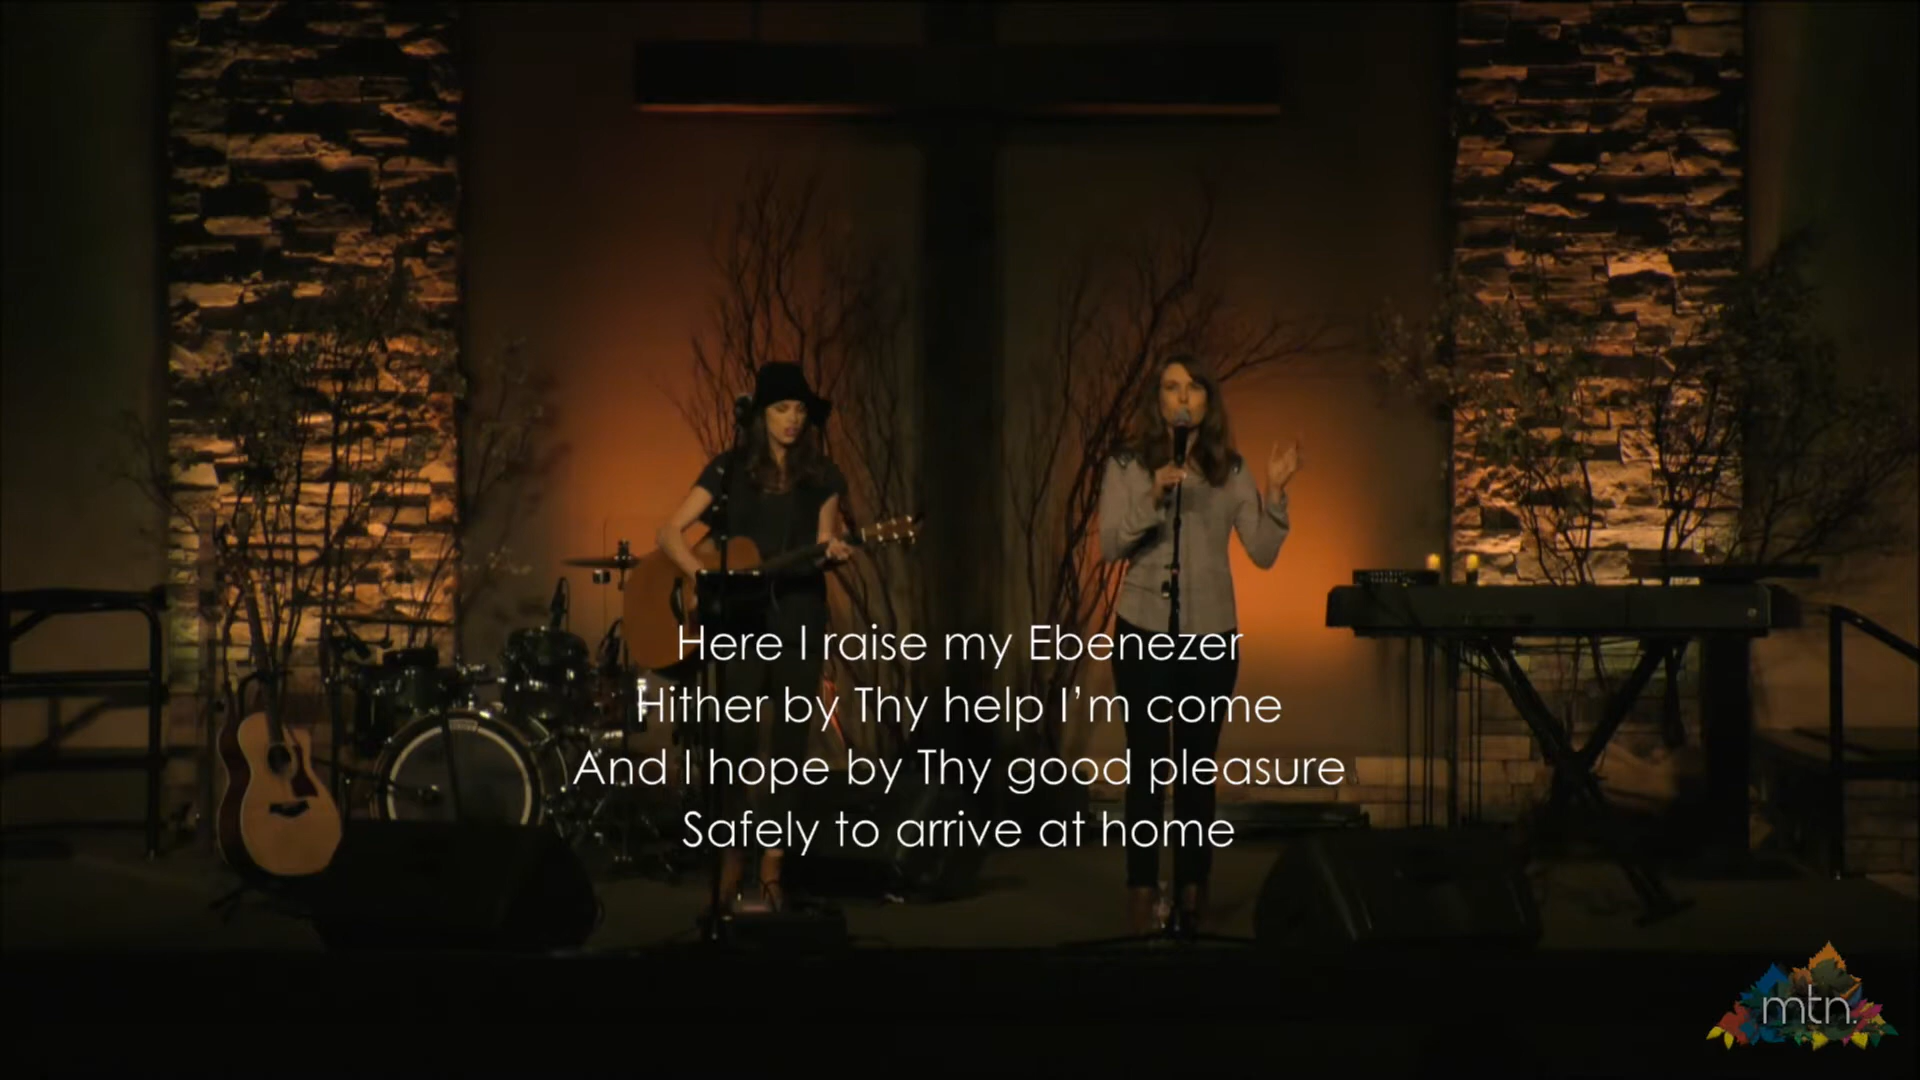 Here I raise my Ebenezer
Hither by Thy help I’m come
And I hope by Thy good pleasure
Safely to arrive at home
mtn.